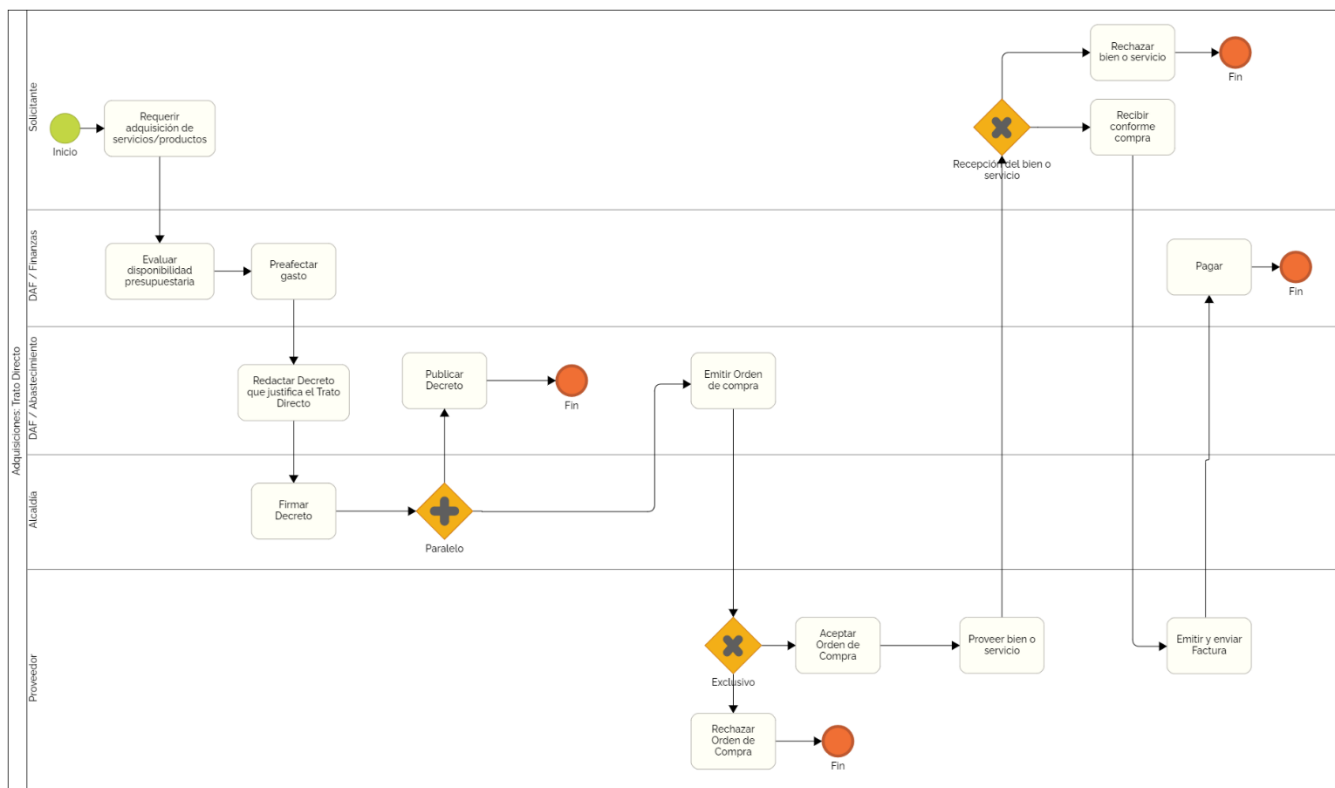 Adquisiciones: Trato Directo
Solicitante
Inicio
Requerir
adquisición de
servicios/productos
Recepción del bien o
servicio
Rechazar
bien o servicio
Fin
Recibir
conforme
compra
DAF / Finanzas
Evaluar
disponibilidad
presupuestaria
Preafectar
gasto
Pagar
Fin
DAF / Abastecimiento
Redactar Decreto
que justifica el Trato
Directo
Publicar
Decreto
Fin
Emitir Orden
de compra
Alcaldía
Firmar
Decreto
Paralelo
Proveedor
Exclusivo
Aceptar
Orden de
Compra
Proveer bien o
servicio
Emitir y enviar
Factura
Rechazar
Orden de
Compra
Fin